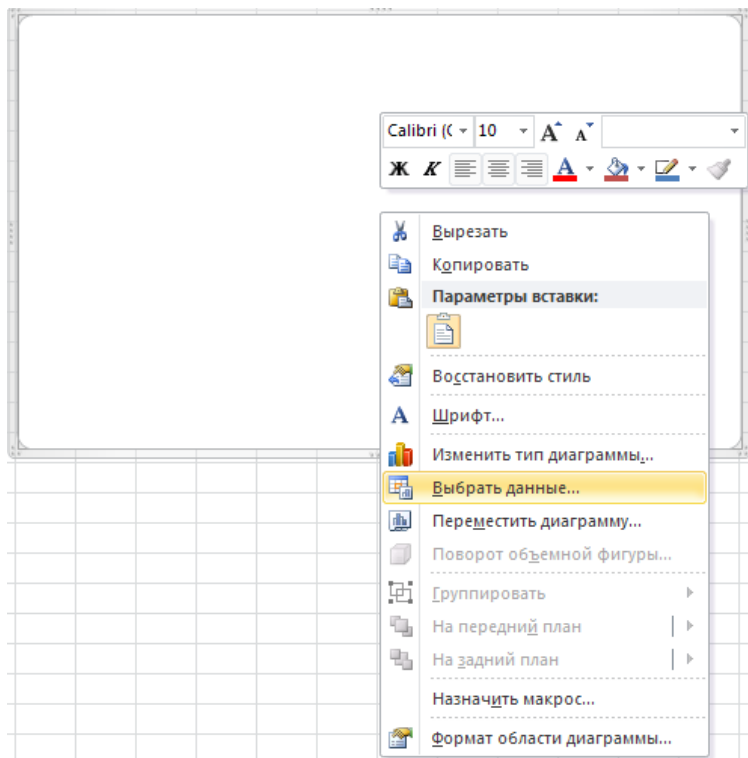 Calibri (С 10 A A
Ж К A
Вырезать
Копировать
Параметры вставки:
Восстановить стиль
A Шрифт...
Изменить тип диаграммы...
Выбрать данные...
Переместить диаграмму...
Поворот объемной фигуры...
Группировать
На передний план
На задний план
Назначить макрос...
Формат области диаграммы...